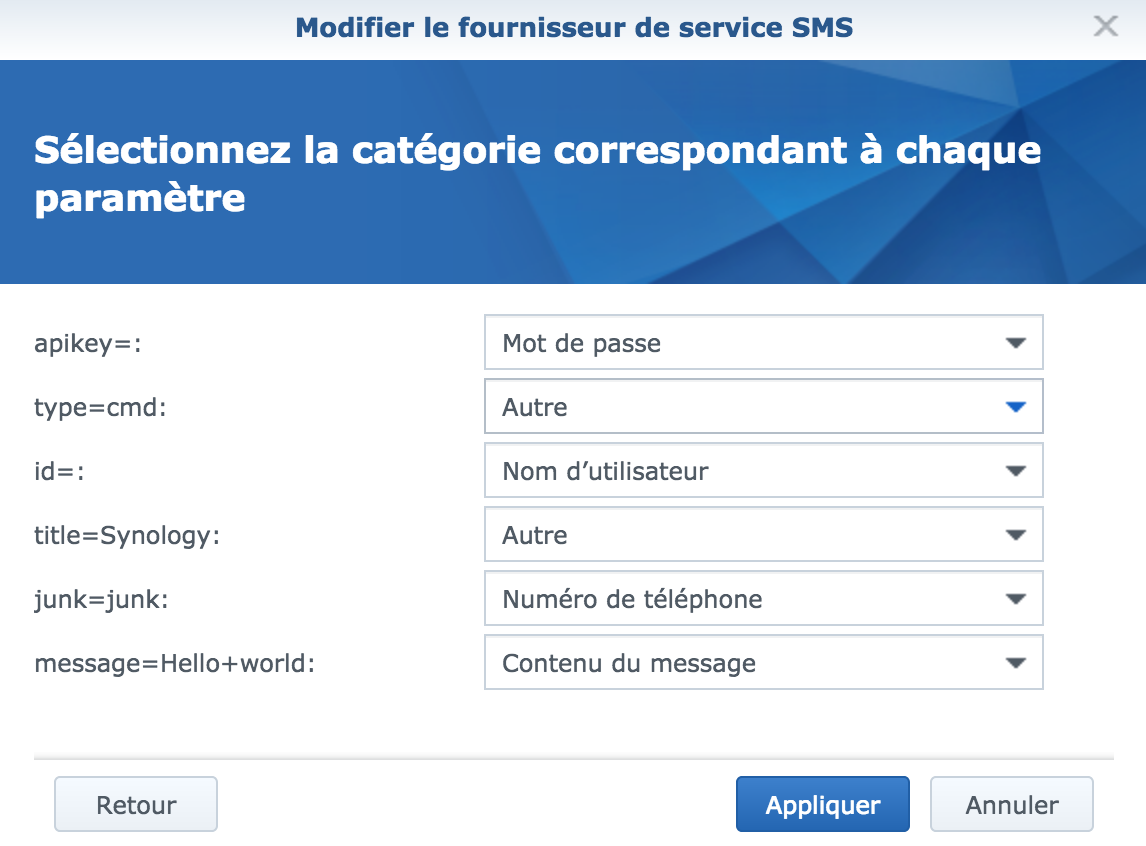 Modifier le fournisseur de service SMS
Sélectionnez la catégorie correspondant à chaque
paramètre
apikey=: Mot de passe
type=cmd: Autre
id=: Nom d’utilisateur
title=Synology: Autre
junk=junk: Numéro de téléphone
message=Hello+world: Contenu du message
Retour Appliquer Annuler